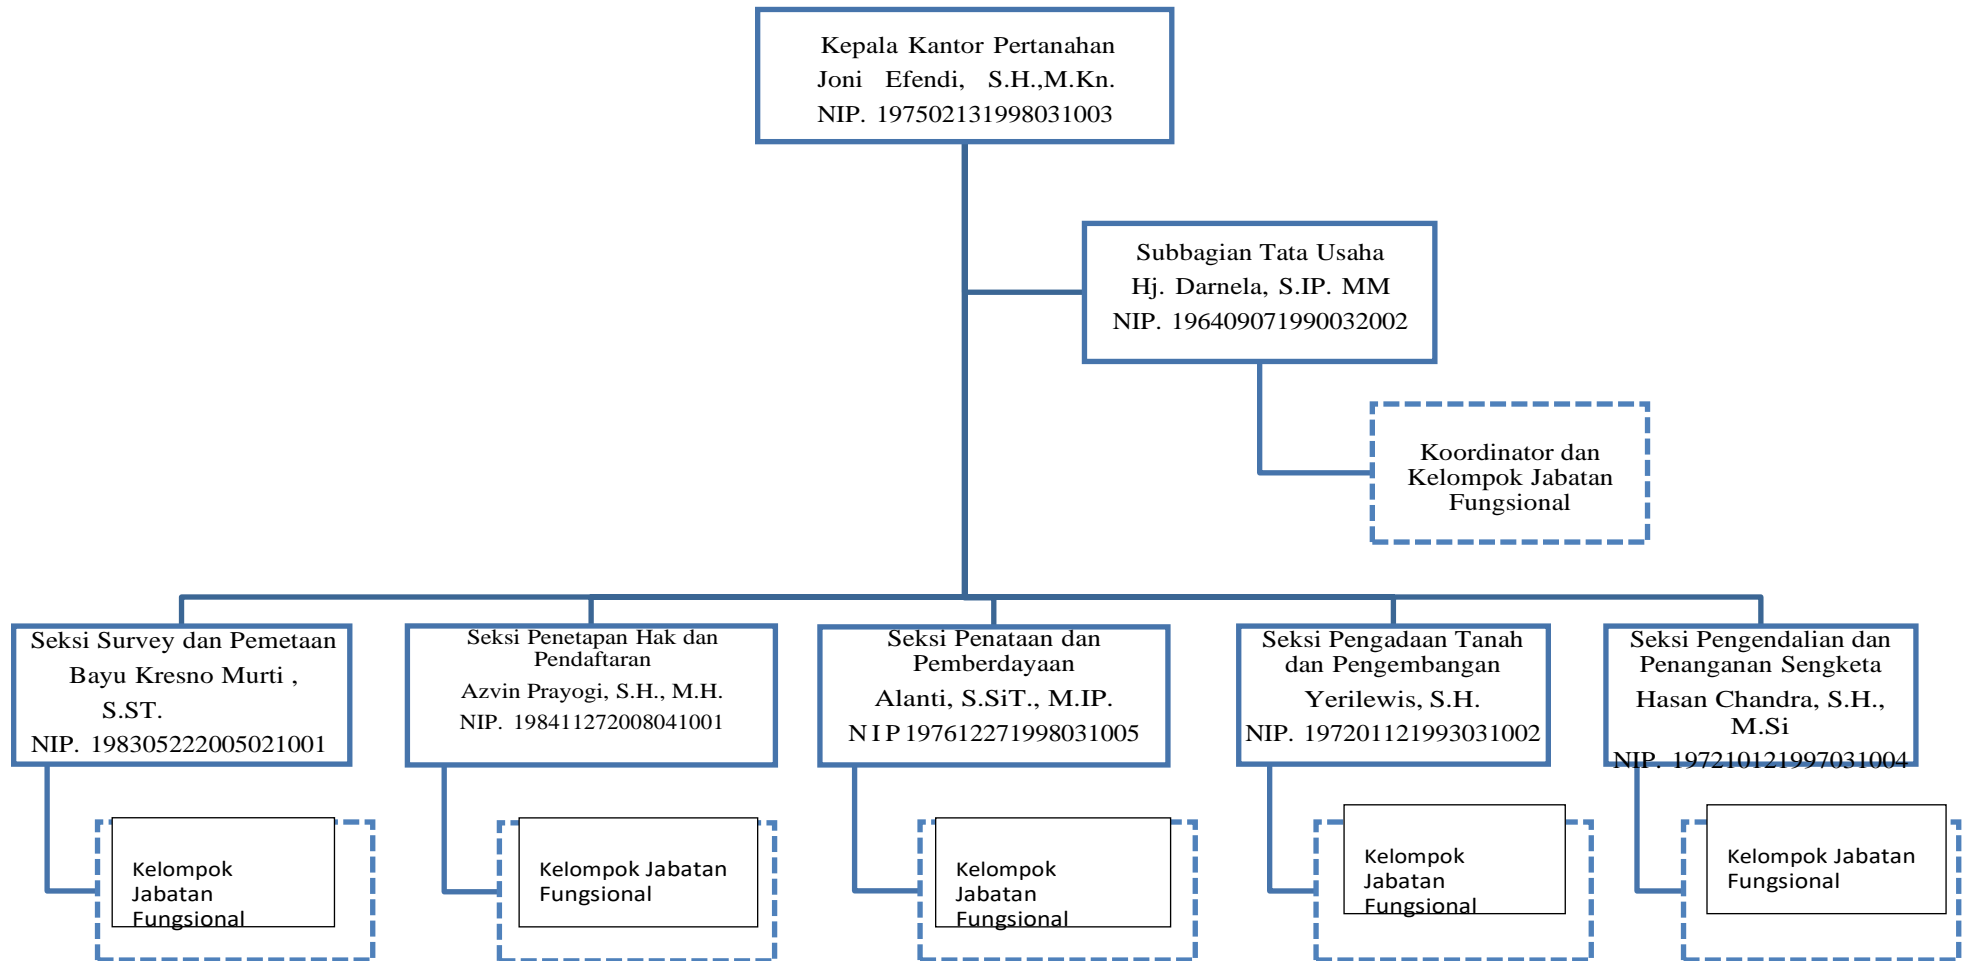 Kepala Kantor Pertanahan
Joni Efendi, S.H.,M.Kn.
NIP. 197502131998031003
Subbagian Tata Usaha
Hj. Darnela, S.IP. MM
NIP. 196409071990032002
Koordinator dan
Kelompok Jabatan
Fungsional
Seksi Survey dan Pemetaan
Bayu Kresno Murti ,
S.ST.
NIP. 198305222005021001
Seksi Penetapan Hak dan
Pendaftaran
Azvin Prayogi, S.H., M.H.
NIP. 198411272008041001
Seksi Penataan dan
Pemberdayaan
Alanti, S.SiT., M.IP.
NIP 197612271998031005
Seksi Pengadaan Tanah
dan Pengembangan
Yerilewis, S.H.
NIP. 197201121993031002
Seksi Pengendalian dan
Penanganan Sengketa
Hasan Chandra, S.H.,
M.Si
NIP. 197210121997031004
Kelompok
Jabatan
Fungsional
Kelompok Jabatan
Fungsional
Kelompok
Jabatan
Fungsional
Kelompok
Jabatan
Fungsional
Kelompok Jabatan
Fungsional